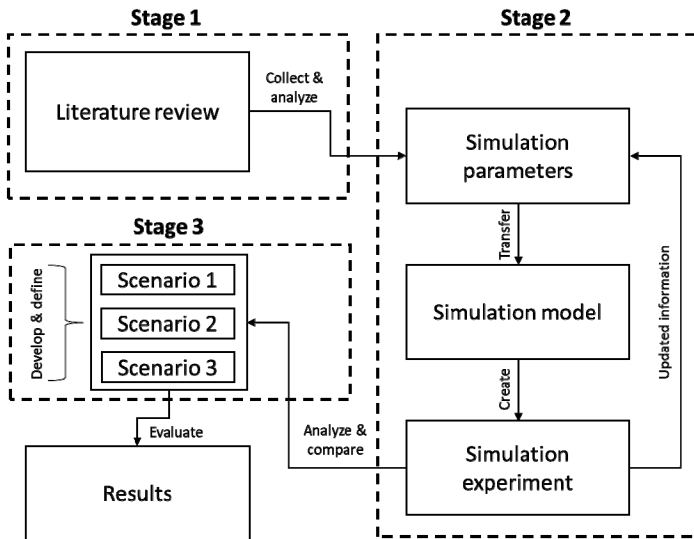 Stage 1
Literature review
Collect &
analyze
Stage 2
Simulation
parameters
Transfer
Simulation model
Create
Simulation
experiment
Updated information
Analyze &
compare
Stage 3
Develop & define
Scenario 1
Scenario 2
Scenario 3
Evaluate
Results